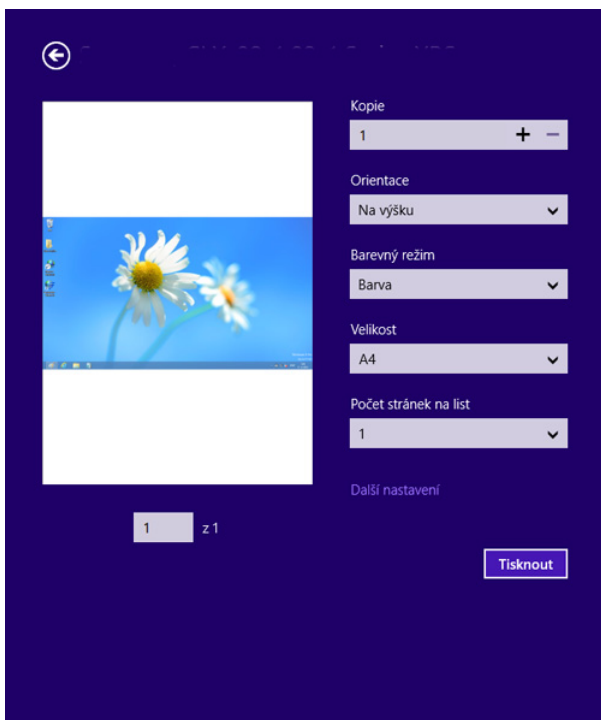 Kopie
1
Orientace
Na výšku
Barevný režim
Barva
Velikost
A4
Počet stránek na list
1
Další nastavení
1 z 1
Tisknout